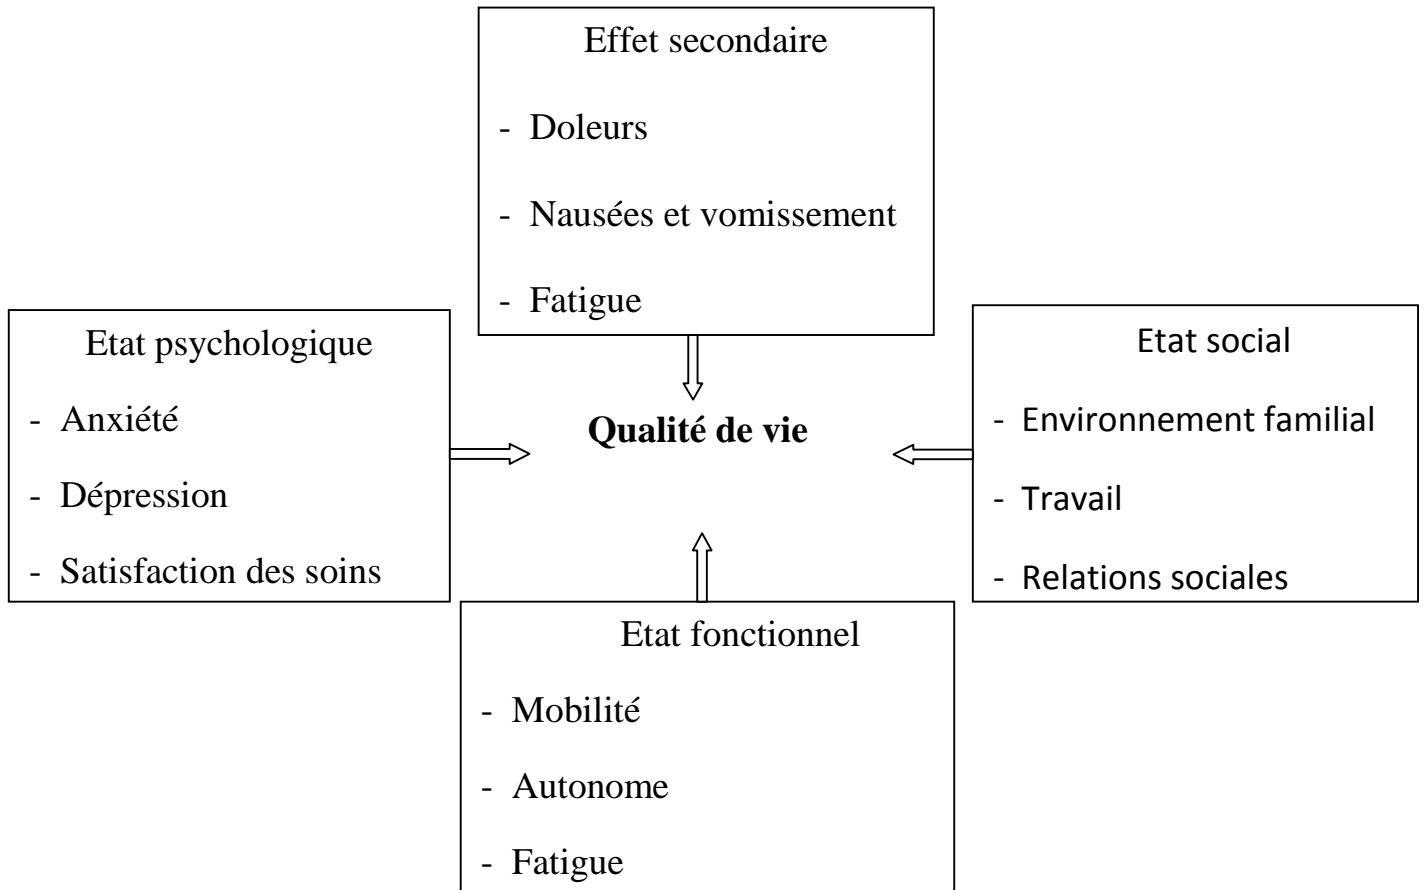 Effet secondaire
- Doleurs
- Nausées et vomissement
- Fatigue
Etat psychologique
- Anxiété
- Dépression
- Satisfaction des soins
Qualité de vie
Etat social
- Environnement familial
- Travail
- Relations sociales
Etat fonctionnel
- Mobilité
- Autonome
- Fatigue